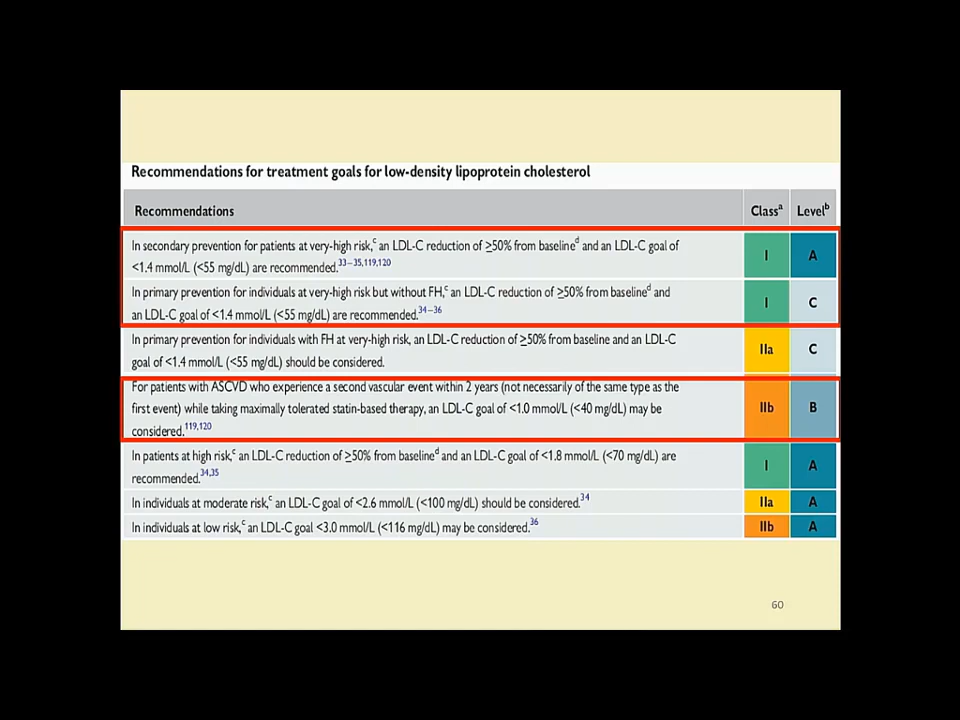 Recommendations for treatment goals for low-density lipoprotein cholesterol
Recommendations Classᵃ Levelᵇ
In secondary prevention for patients at very-high risk,ᶜ an LDL-C reduction of ≥50% from baselineᵈ and an LDL-C goal of
<1.4 mmol/L (<55 mg/dL) are recommended.³³⁻³⁵,¹¹⁹,¹²⁰
I A
In primary prevention for individuals at very-high risk but without FH,ᶜ an LDL-C reduction of ≥50% from baselineᵈ and
an LDL-C goal of <1.4 mmol/L (<55 mg/dL) are recommended.³⁴⁻³⁶
I C
In primary prevention for individuals with FH at very-high risk, an LDL-C reduction of ≥50% from baseline and an LDL-C
goal of <1.4 mmol/L (<55 mg/dL) should be considered.
IIa C
For patients with ASCVD who experience a second vascular event within 2 years (not necessarily of the same type as the
first event) while taking maximally tolerated statin-based therapy, an LDL-C goal of <1.0 mmol/L (<40 mg/dL) may be
considered.¹¹⁹,¹²⁰
IIb B
In patients at high risk,ᶜ an LDL-C reduction of ≥50% from baselineᵈ and an LDL-C goal of <1.8 mmol/L (<70 mg/dL) are
recommended.³⁴,³⁵
I A
In individuals at moderate risk,ᶜ an LDL-C goal of <2.6 mmol/L (<100 mg/dL) should be considered.³⁴ IIa A
In individuals at low risk,ᶜ an LDL-C goal <3.0 mmol/L (<116 mg/dL) may be considered.³⁶ IIb A
60